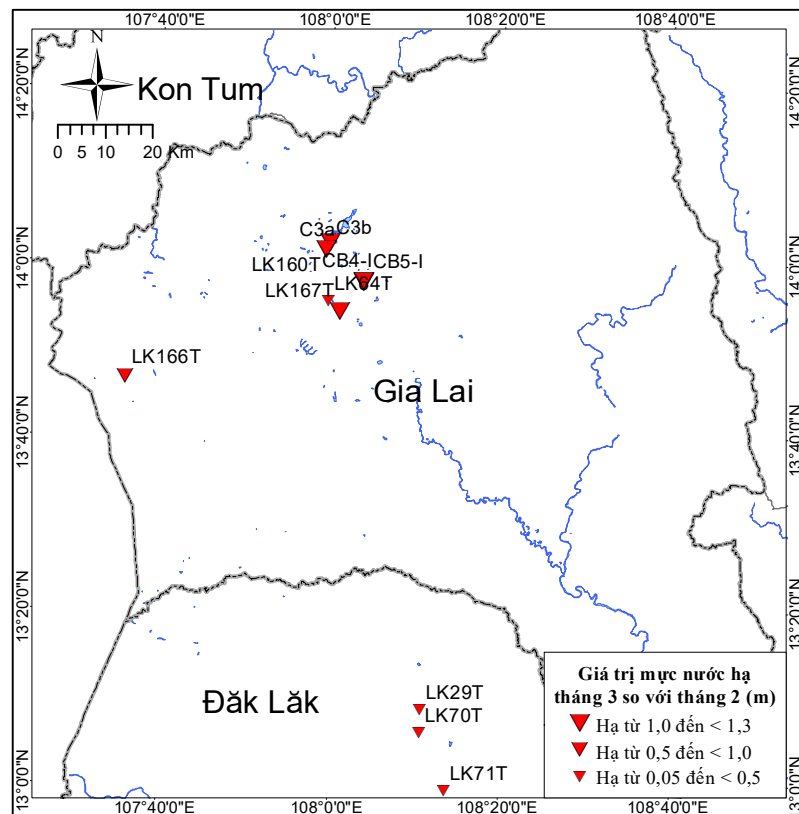 107°40'0"E 108°0'0"E 108°20'0"E 108°40'0"E
N
Kon Tum
0 5 10 20 Km
14°20'0"N 14°20'0"N
C3a C3b
14°0'0"N 14°0'0"N
LK160T CB4-I CB5-I
LK167T LK64T
LK166T
Gia Lai
13°40'0"N 13°40'0"N
13°20'0"N 13°20'0"N
Đăk Lăk
LK29T
LK70T
LK71T
Giá trị mực nước hạ
tháng 3 so với tháng 2 (m)
Hạ từ 1,0 đến < 1,3
Hạ từ 0,5 đến < 1,0
Hạ từ 0,05 đến < 0,5
13°0'0"N 13°0'0"N
107°40'0"E 108°0'0"E 108°20'0"E 108°40'0"E